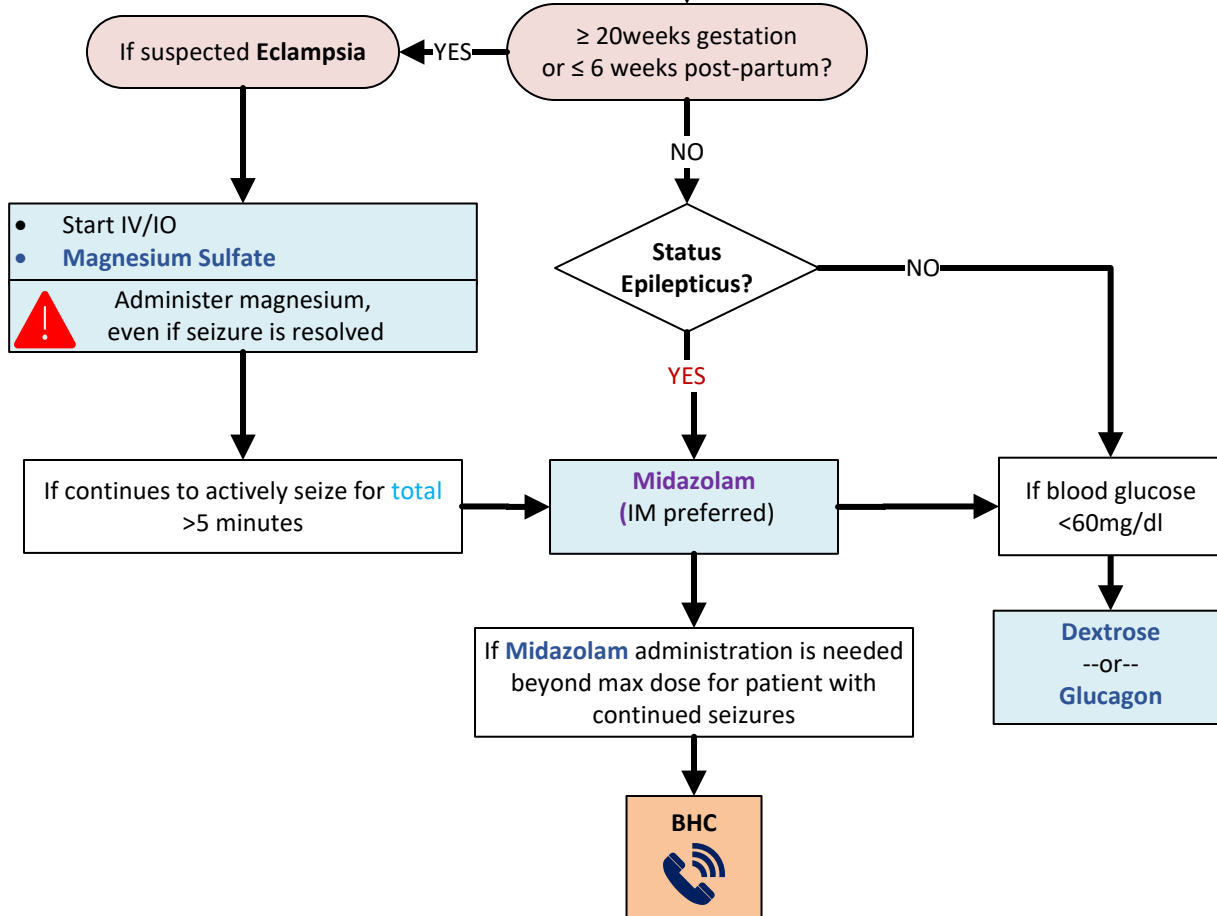 If suspected Eclampsia
YES
≥ 20weeks gestation
or ≤ 6 weeks post-partum?
NO
• Start IV/IO
• Magnesium Sulfate
Administer magnesium,
even if seizure is resolved
Status
Epilepticus?
NO
YES
If continues to actively seize for total
>5 minutes
Midazolam
(IM preferred)
If blood glucose
<60mg/dl
If Midazolam administration is needed
beyond max dose for patient with
continued seizures
Dextrose
--or--
Glucagon
BHC